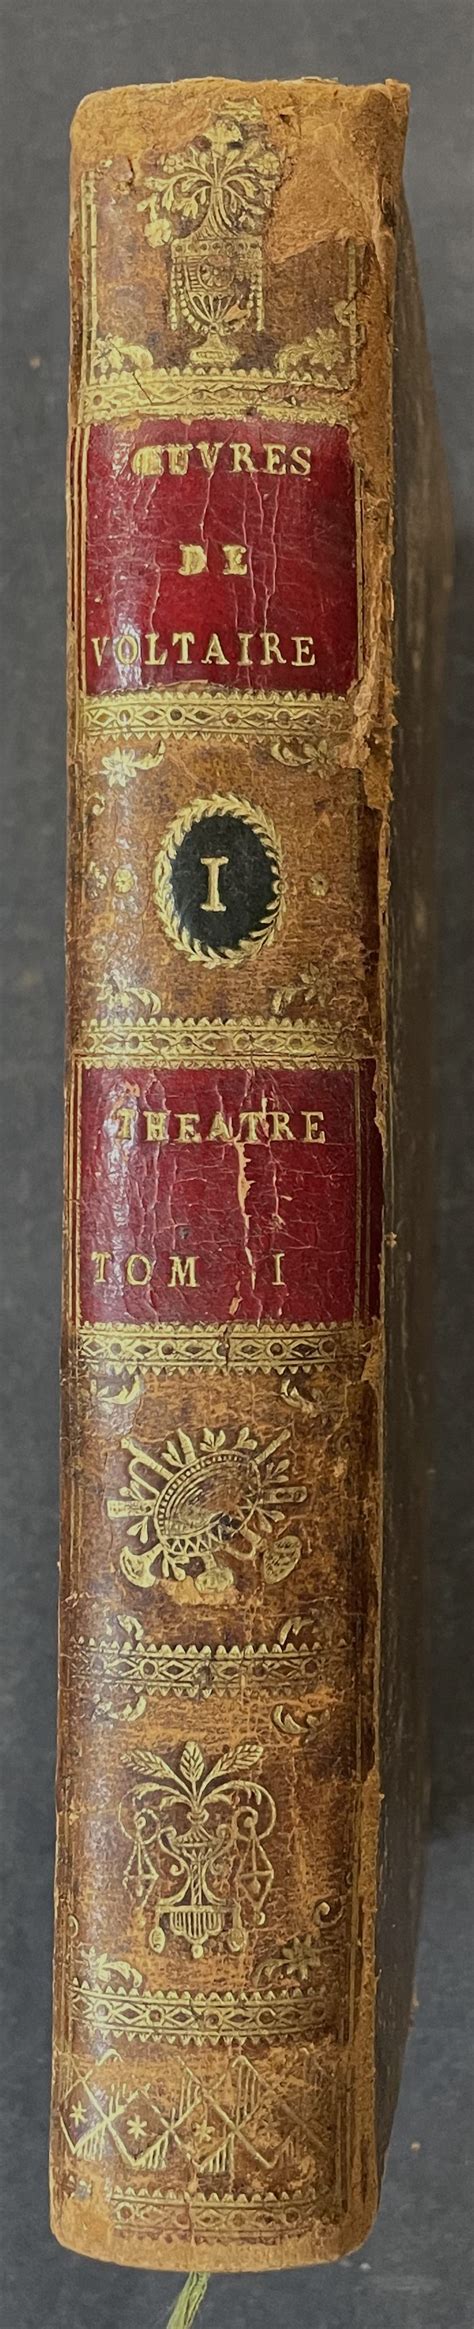 ŒUVRES
DE
VOLTAIRE
I
THEATRE
TOM I